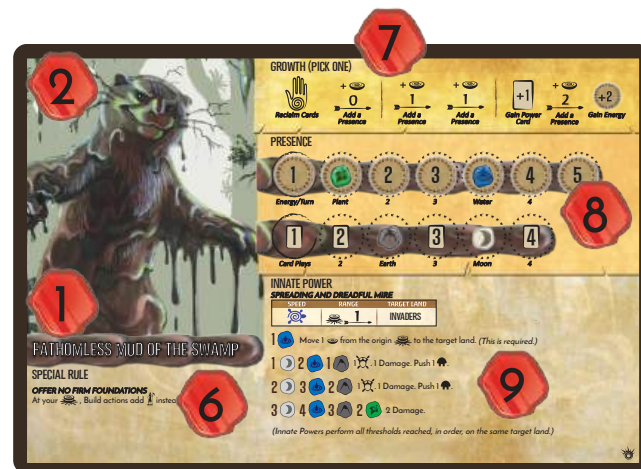 7
2
GROWTH (PICK ONE)
+ + + +1 + +2
0 1 1 2
Reclaim Cards Add a Presence Add a Presence Add a Presence Gain Power Card Add a Presence Gain Energy
PRESENCE
1 2 3 4 5
Energy/Turn Plant 2 3 Water 4
8
1 2 3 4
Card Plays 2 Earth 3 Moon 4
INNATE POWER
SPREADING AND DREADFUL MIRE
SPEED RANGE TARGET LAND
1 INVADERS
1
FATHOMLESS MUD OF THE SWAMP
1 Move 1 from the origin to the target land. (This is required.)
1 2 1 1 . 1 Damage. Push 1 .
2 3 2 1 . 1 Damage. Push 1 .
3 4 3 2 2 Damage.
(Innate Powers perform all thresholds reached, in order, on the same target land.)
9
SPECIAL RULE
OFFER NO FIRM FOUNDATIONS
At your , Build actions add 1
6